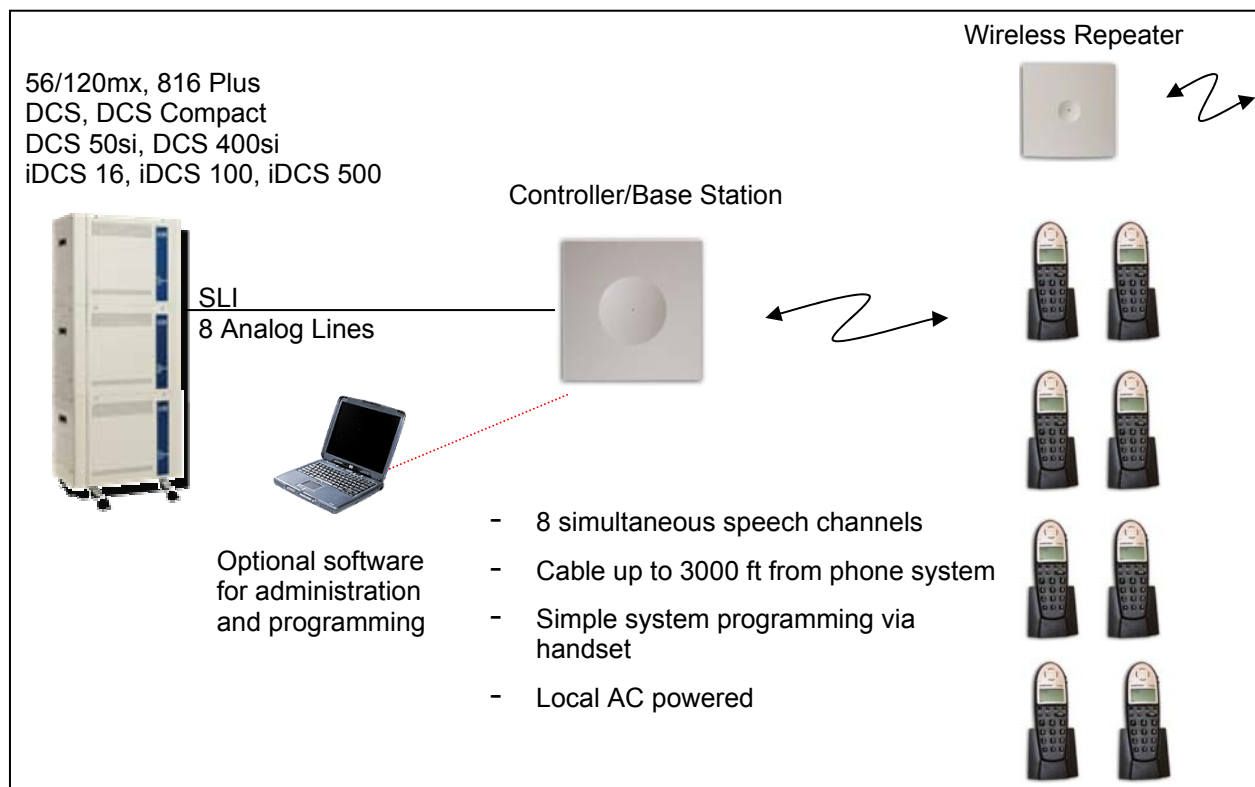 Wireless Repeater
56/120mx, 816 Plus
DCS, DCS Compact
DCS 50si, DCS 400si
iDCS 16, iDCS 100, iDCS 500
Controller/Base Station
SLI
8 Analog Lines
Optional software
for administration
and programming
- 8 simultaneous speech channels
- Cable up to 3000 ft from phone system
- Simple system programming via
handset
- Local AC powered